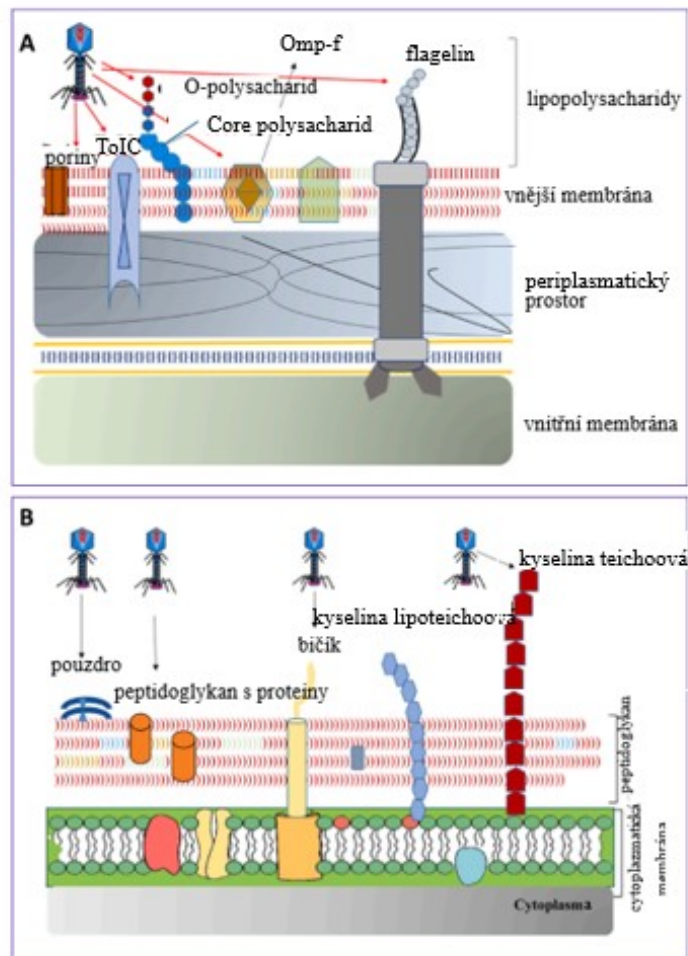 A
Omp-f
flagelin
O-polysacharid
lipopolysacharidy
Core polysacharid
ToIC
poriny
vnější membrána
periplasmatický
prostor
vnitřní membrána
B
kyselina teichoová
kyselina lipoteichoová
bičík
pouzdro
peptidoglykan s proteiny
peptidoglykan
cytoplazmatická
membrána
Cytoplasma